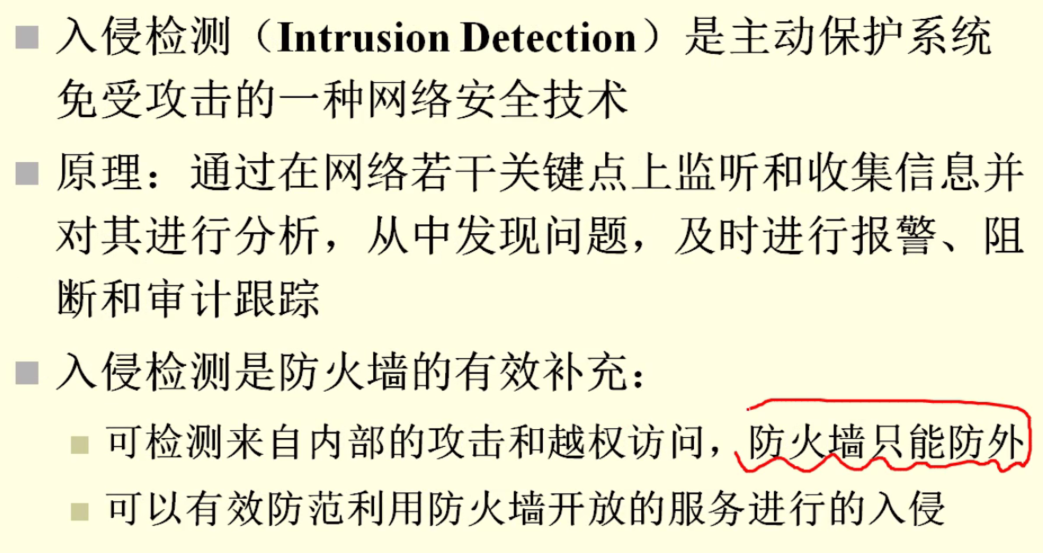 入侵检测（Intrusion Detection）是主动保护系统
免受攻击的一种网络安全技术
原理：通过在网络若干关键点上监听和收集信息并
对其进行分析，从中发现问题，及时进行报警、阻
断和审计跟踪
入侵检测是防火墙的有效补充：
可检测来自内部的攻击和越权访问，防火墙只能防外
可以有效防范利用防火墙开放的服务进行的入侵